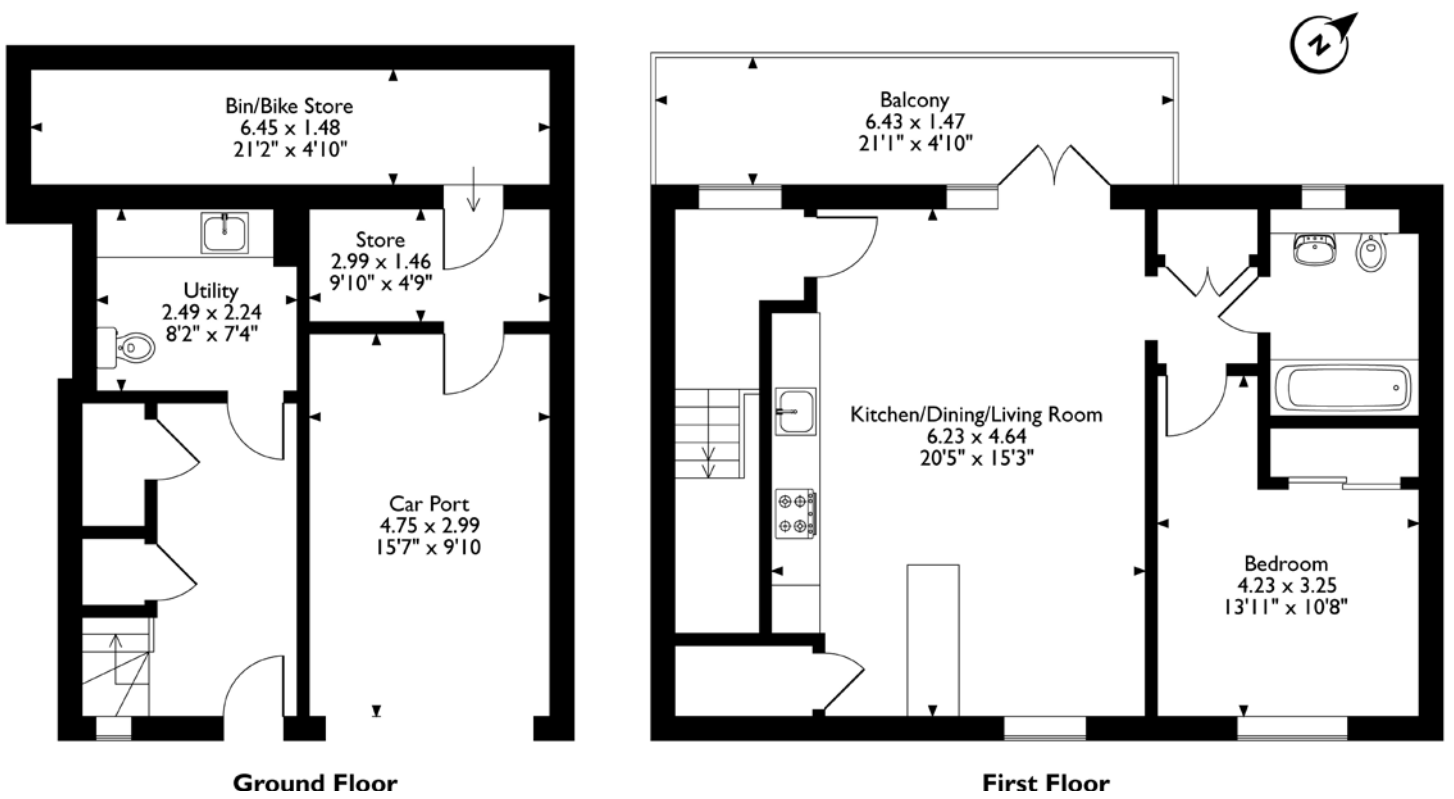 Bin/Bike Store
6.45 x 1.48
21'2" x 4'10"
Store
2.99 x 1.46
9'10" x 4'9"
Utility
2.49 x 2.24
8'2" x 7'4"
Car Port
4.75 x 2.99
15'7" x 9'10
Ground Floor
N
Balcony
6.43 x 1.47
21'1" x 4'10"
Kitchen/Dining/Living Room
6.23 x 4.64
20'5" x 15'3"
Bedroom
4.23 x 3.25
13'11" x 10'8"
First Floor